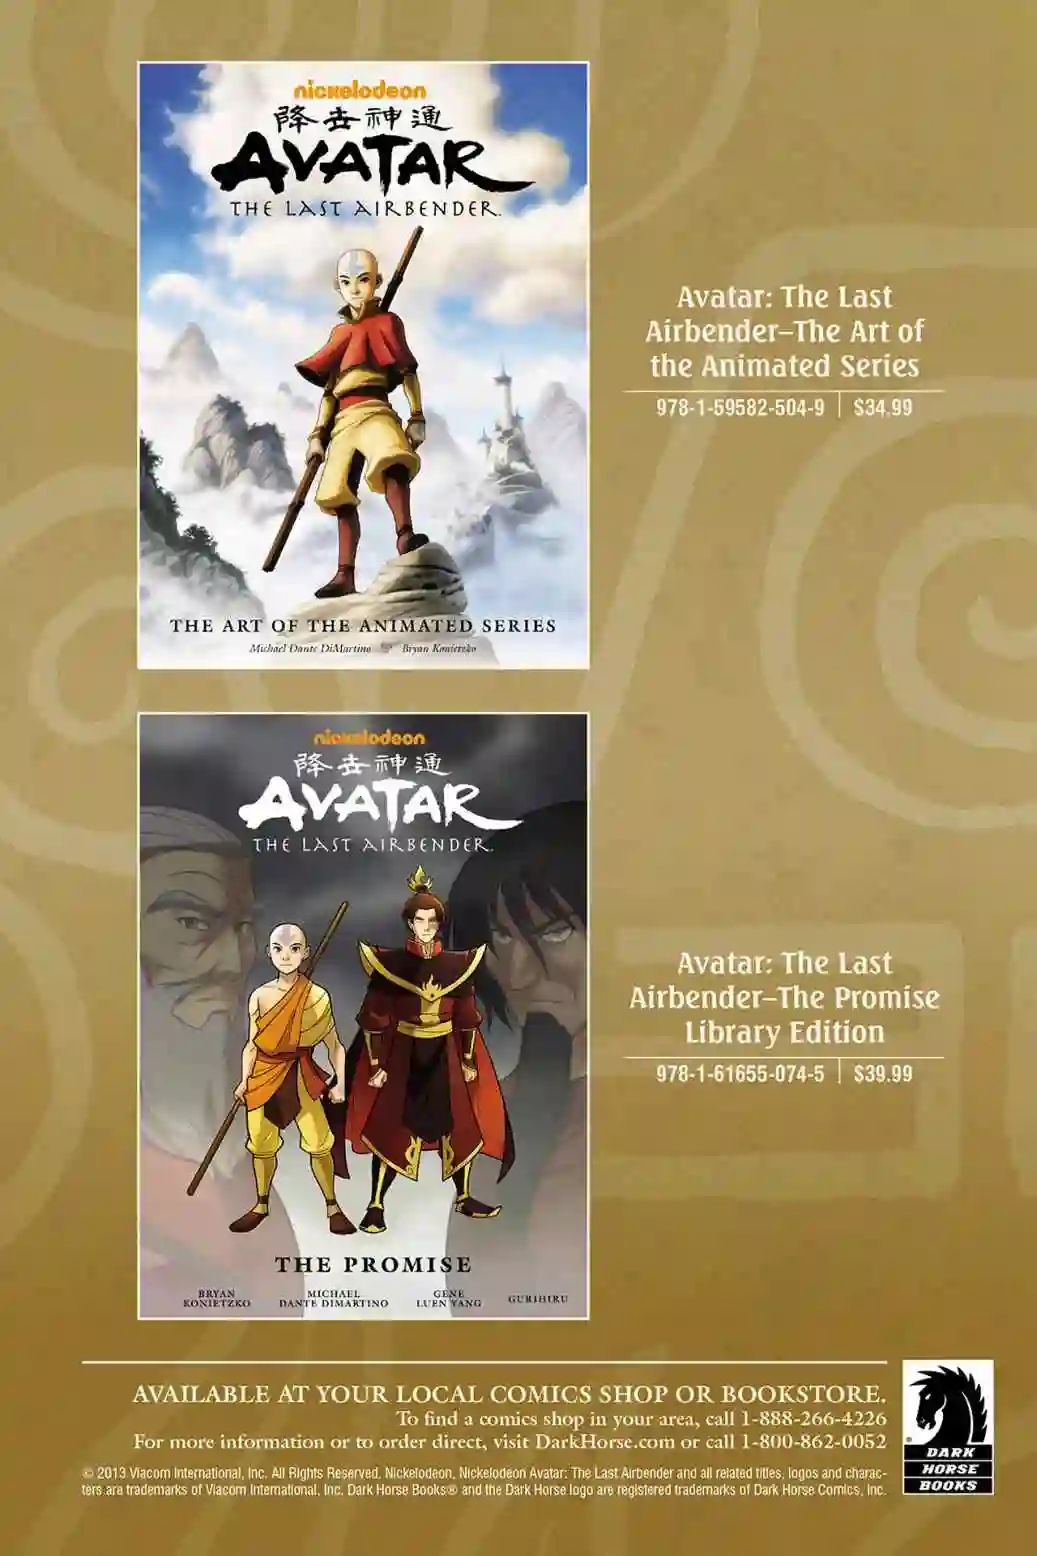 nickelodeon
降世神通
AVATAR
THE LAST AIRBENDER.
THE ART OF THE ANIMATED SERIES
Michael Dante DiMartino Bryan Konietzko
Avatar: The Last
Airbender–The Art of
the Animated Series
978-1-59582-504-9 | $34.99
nickelodeon
降世神通
AVATAR
THE LAST AIRBENDER.
THE PROMISE
BRYAN KONIETZKO
MICHAEL DANTE DIMARTINO
GENE LUEN YANG
GURIHIRU
Avatar: The Last
Airbender–The Promise
Library Edition
978-1-61655-074-5 | $39.99
AVAILABLE AT YOUR LOCAL COMICS SHOP OR BOOKSTORE.
To find a comics shop in your area, call 1-888-266-4226
For more information or to order direct, visit DarkHorse.com or call 1-800-862-0052
© 2013 Viacom International, Inc. All Rights Reserved. Nickelodeon, Nickelodeon Avatar: The Last Airbender and all related titles, logos and charac-
ters are trademarks of Viacom International, Inc. Dark Horse Books® and the Dark Horse logo are registered trademarks of Dark Horse Comics, Inc.
®
DARK
HORSE
BOOKS